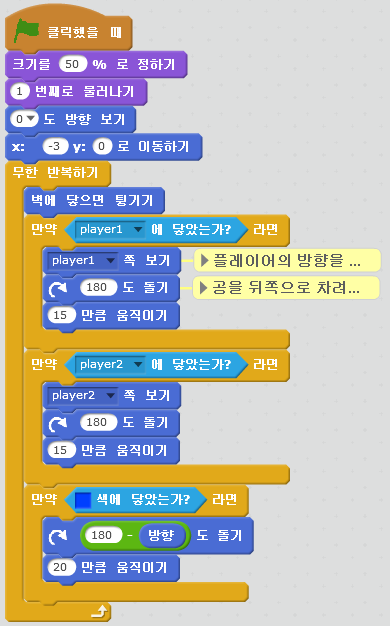 클릭했을 때
크기를 50 % 로 정하기
1 번째로 물러나기
0 도 방향 보기
x: -3 y: 0 로 이동하기
무한 반복하기
벽에 닿으면 튕기기
만약 player1 에 닿았는가? 라면
player1 쪽 보기 플레이어의 방향을 ...
180 도 돌기 공을 뒤쪽으로 차려...
15 만큼 움직이기
만약 player2 에 닿았는가? 라면
player2 쪽 보기
180 도 돌기
15 만큼 움직이기
만약 색에 닿았는가? 라면
180 - 방향 도 돌기
20 만큼 움직이기